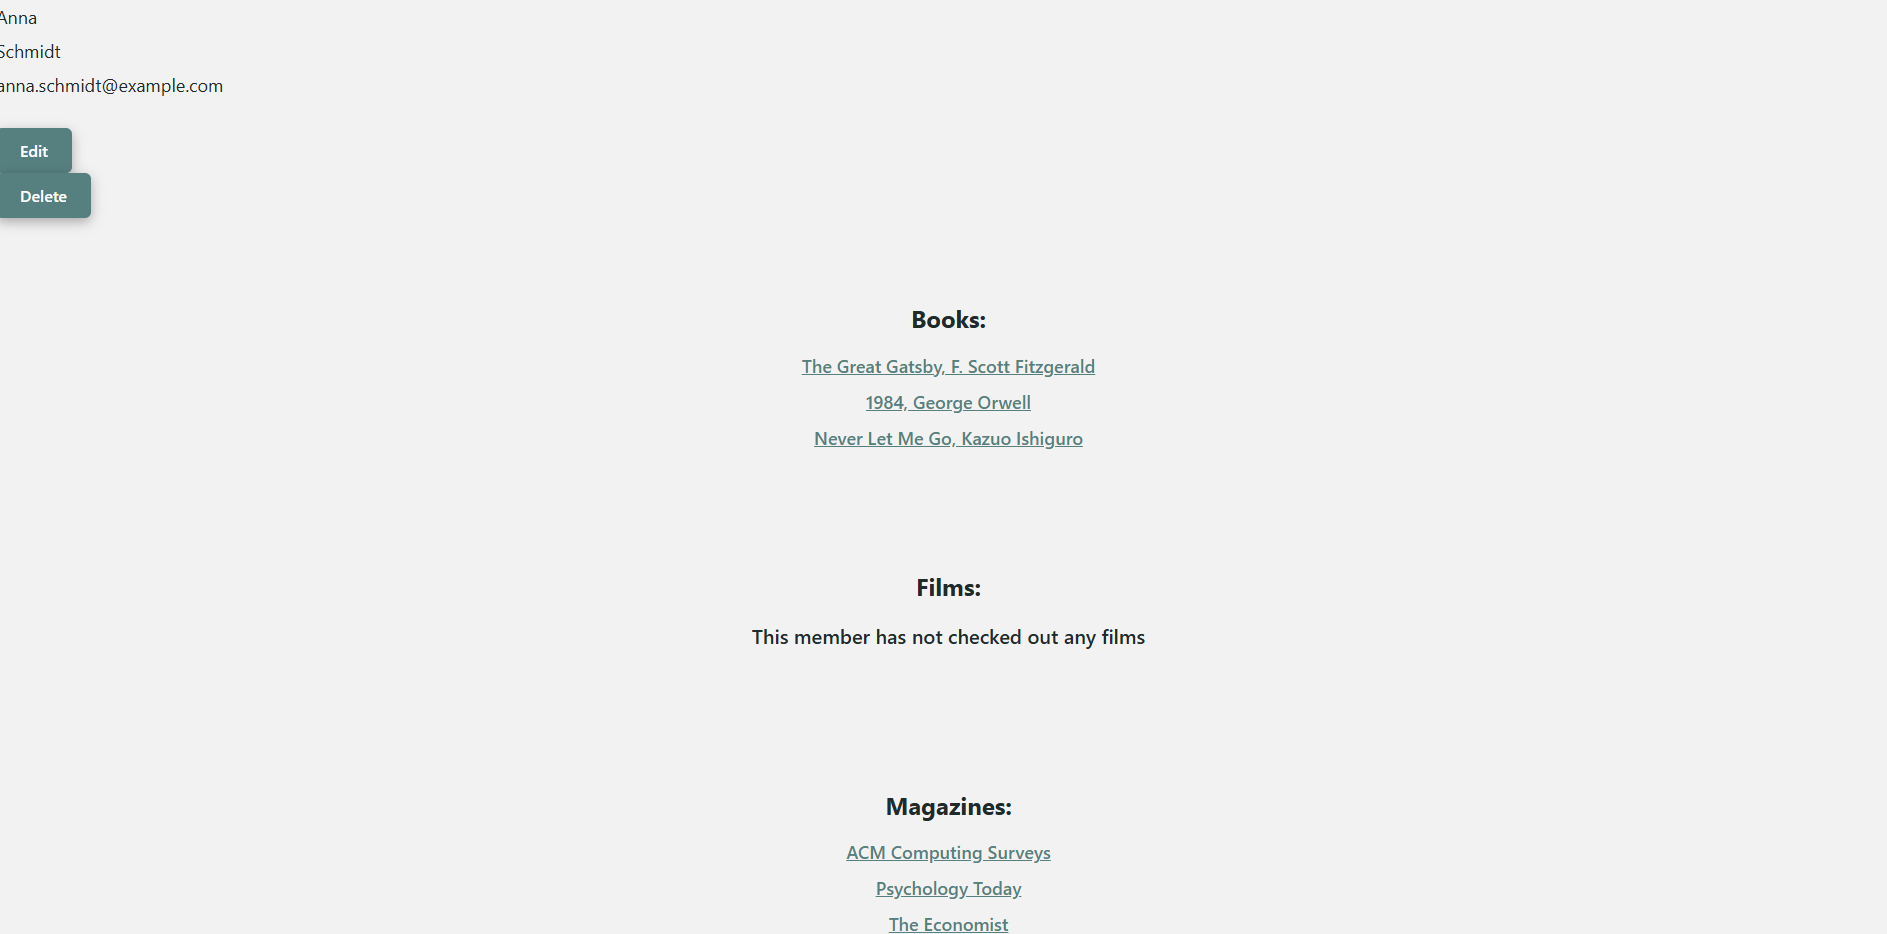 Anna
Schmidt
anna.schmidt@example.com
Edit
Delete
Books:
The Great Gatsby, F. Scott Fitzgerald
1984, George Orwell
Never Let Me Go, Kazuo Ishiguro
Films:
This member has not checked out any films
Magazines:
ACM Computing Surveys
Psychology Today
The Economist